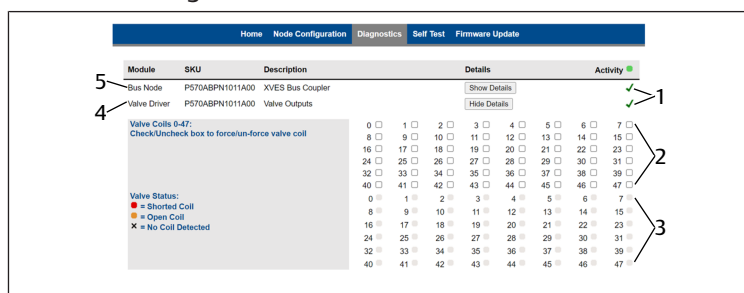 Home Node Configuration Diagnostics Self Test Firmware Update
Module SKU Description Details Activity
5 Bus Node P570ABPN1011A00 XVES Bus Coupler Show Details 1
4 Valve Driver P570ABPN1011A00 Valve Outputs Hide Details
Valve Coils 0-47: 0 1 2 3 4 5 6 7
Check/Uncheck box to force/un-force valve coil 8 9 10 11 12 13 14 15
16 17 18 19 20 21 22 23 2
24 25 26 27 28 29 30 31
32 33 34 35 36 37 38 39
40 41 42 43 44 45 46 47
Valve Status: 0 1 2 3 4 5 6 7
= Shorted Coil
= Open Coil 8 9 10 11 12 13 14 15
X = No Coil Detected 16 17 18 19 20 21 22 23 3
24 25 26 27 28 29 30 31
32 33 34 35 36 37 38 39
40 41 42 43 44 45 46 47